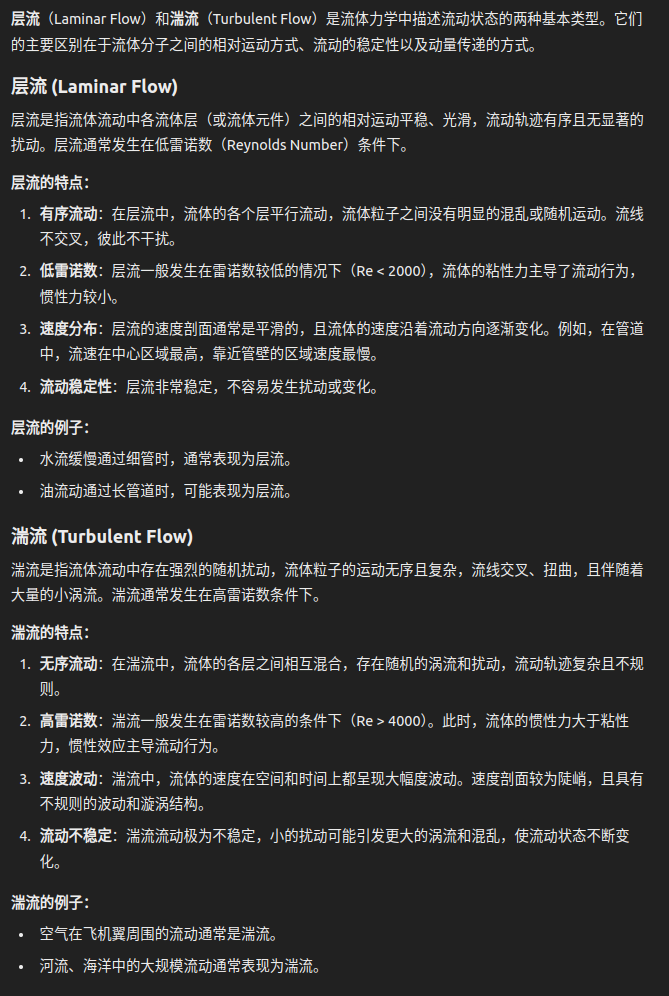 层流（Laminar Flow）和湍流（Turbulent Flow）是流体力学中描述流动状态的两种基本类型。它们
的主要区别在于流体分子之间的相对运动方式、流动的稳定性以及动量传递的方式。
层流 (Laminar Flow)
层流是指流体流动中各流体层（或流体元件）之间的相对运动平稳、光滑，流动轨迹有序且无显著的
扰动。层流通常发生在低雷诺数（Reynolds Number）条件下。
层流的特点：
1. 有序流动：在层流中，流体的各个层平行流动，流体粒子之间没有明显的混乱或随机运动。流线
不交叉，彼此不干扰。
2. 低雷诺数：层流一般发生在雷诺数较低的情况下（Re < 2000），流体的粘性力主导了流动行为，
惯性力较小。
3. 速度分布：层流的速度剖面通常是平滑的，且流体的速度沿着流动方向逐渐变化。例如，在管道
中，流速在中心区域最高，靠近管壁的区域速度最慢。
4. 流动稳定性：层流非常稳定，不容易发生扰动或变化。
层流的例子：
• 水流缓慢通过细管时，通常表现为层流。
• 油流动通过长管道时，可能表现为层流。
湍流 (Turbulent Flow)
湍流是指流体流动中存在强烈的随机扰动，流体粒子的运动无序且复杂，流线交叉、扭曲，且伴随着
大量的小涡流。湍流通常发生在高雷诺数条件下。
湍流的特点：
1. 无序流动：在湍流中，流体的各层之间相互混合，存在随机的涡流和扰动，流动轨迹复杂且不规
则。
2. 高雷诺数：湍流一般发生在雷诺数较高的条件下（Re > 4000）。此时，流体的惯性力大于粘性
力，惯性效应主导流动行为。
3. 速度波动：湍流中，流体的速度在空间和时间上都呈现大幅度波动。速度剖面较为陡峭，且具有
不规则的波动和漩涡结构。
4. 流动不稳定：湍流流动极为不稳定，小的扰动可能引发更大的涡流和混乱，使流动状态不断变
化。
湍流的例子：
• 空气在飞机翼周围的流动通常是湍流。
• 河流、海洋中的大规模流动通常表现为湍流。